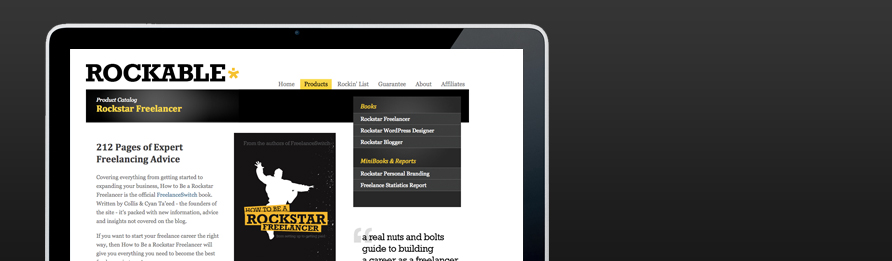 ROCKABLE*
Home Products Rockin' List Guarantee About Affiliates
Product Catalog
Rockstar Freelancer
212 Pages of Expert
Freelancing Advice
Covering everything from getting started to
expanding your business, How to Be a Rockstar
Freelancer is the official FreelanceSwitch book.
Written by Collis & Cyan Ta'eed - the founders of
the site - it's packed with new information, advice
and insights not covered on the blog.
If you want to start your freelance career the right
way, then How to Be a Rockstar Freelancer will
give you everything you need to become the best
From the authors of FreelanceSwitch
HOW TO BE A
ROCKSTAR
FREELANCER
Books
Rockstar Freelancer
Rockstar WordPress Designer
Rockstar Blogger
MiniBooks & Reports
Rockstar Personal Branding
Freelance Statistics Report
“a real nuts and bolts
guide to building
a career as a freelancer